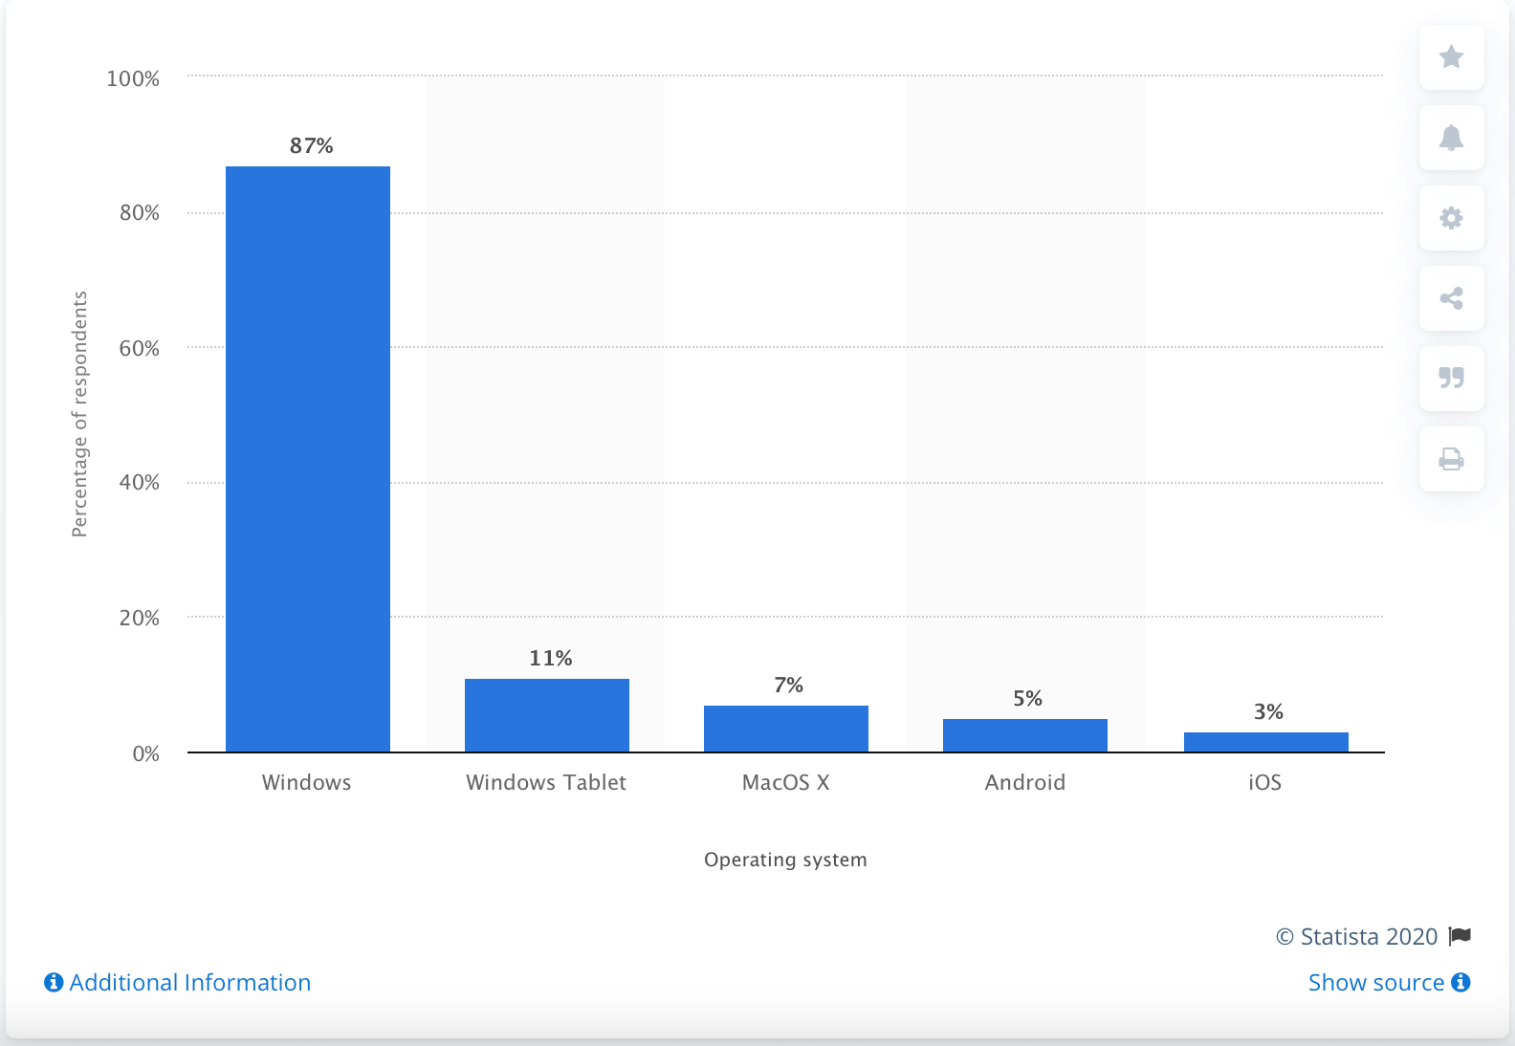 100%
87%
80%
60%
40%
20%
11%
7%
5%
3%
0%
Percentage of respondents
Windows
Windows Tablet
MacOS X
Android
iOS
Operating system
© Statista 2020
Additional Information
Show source